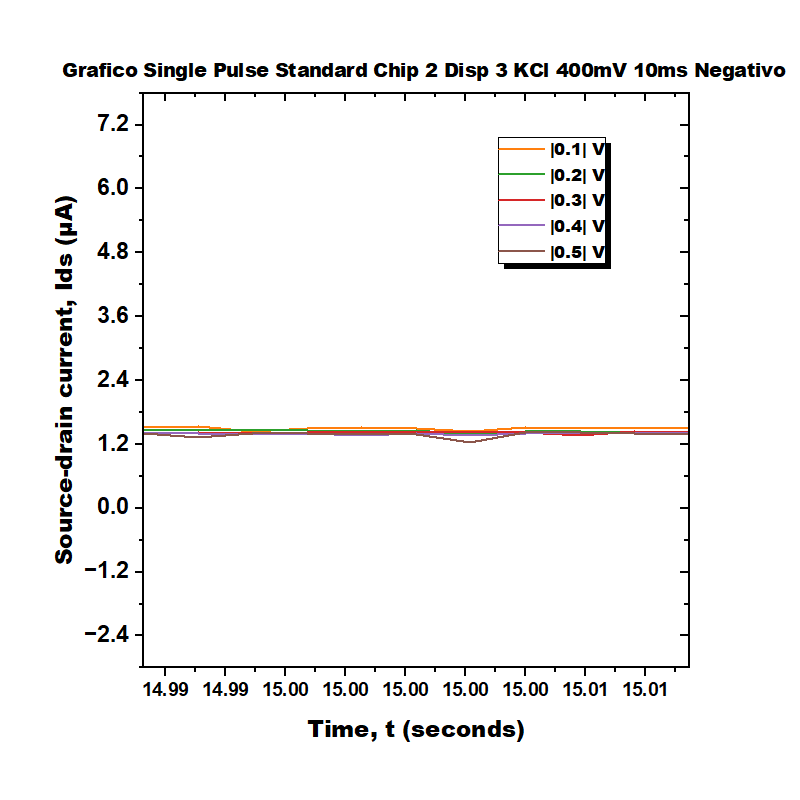 Grafico Single Pulse Standard Chip 2 Disp 3 KCl 400mV 10ms Negativo
|0.1| V
|0.2| V
|0.3| V
|0.4| V
|0.5| V
Source-drain current, Ids (µA)
7.2
6.0
4.8
3.6
2.4
1.2
0.0
−1.2
−2.4
14.99 14.99 15.00 15.00 15.00 15.00 15.00 15.01 15.01
Time, t (seconds)